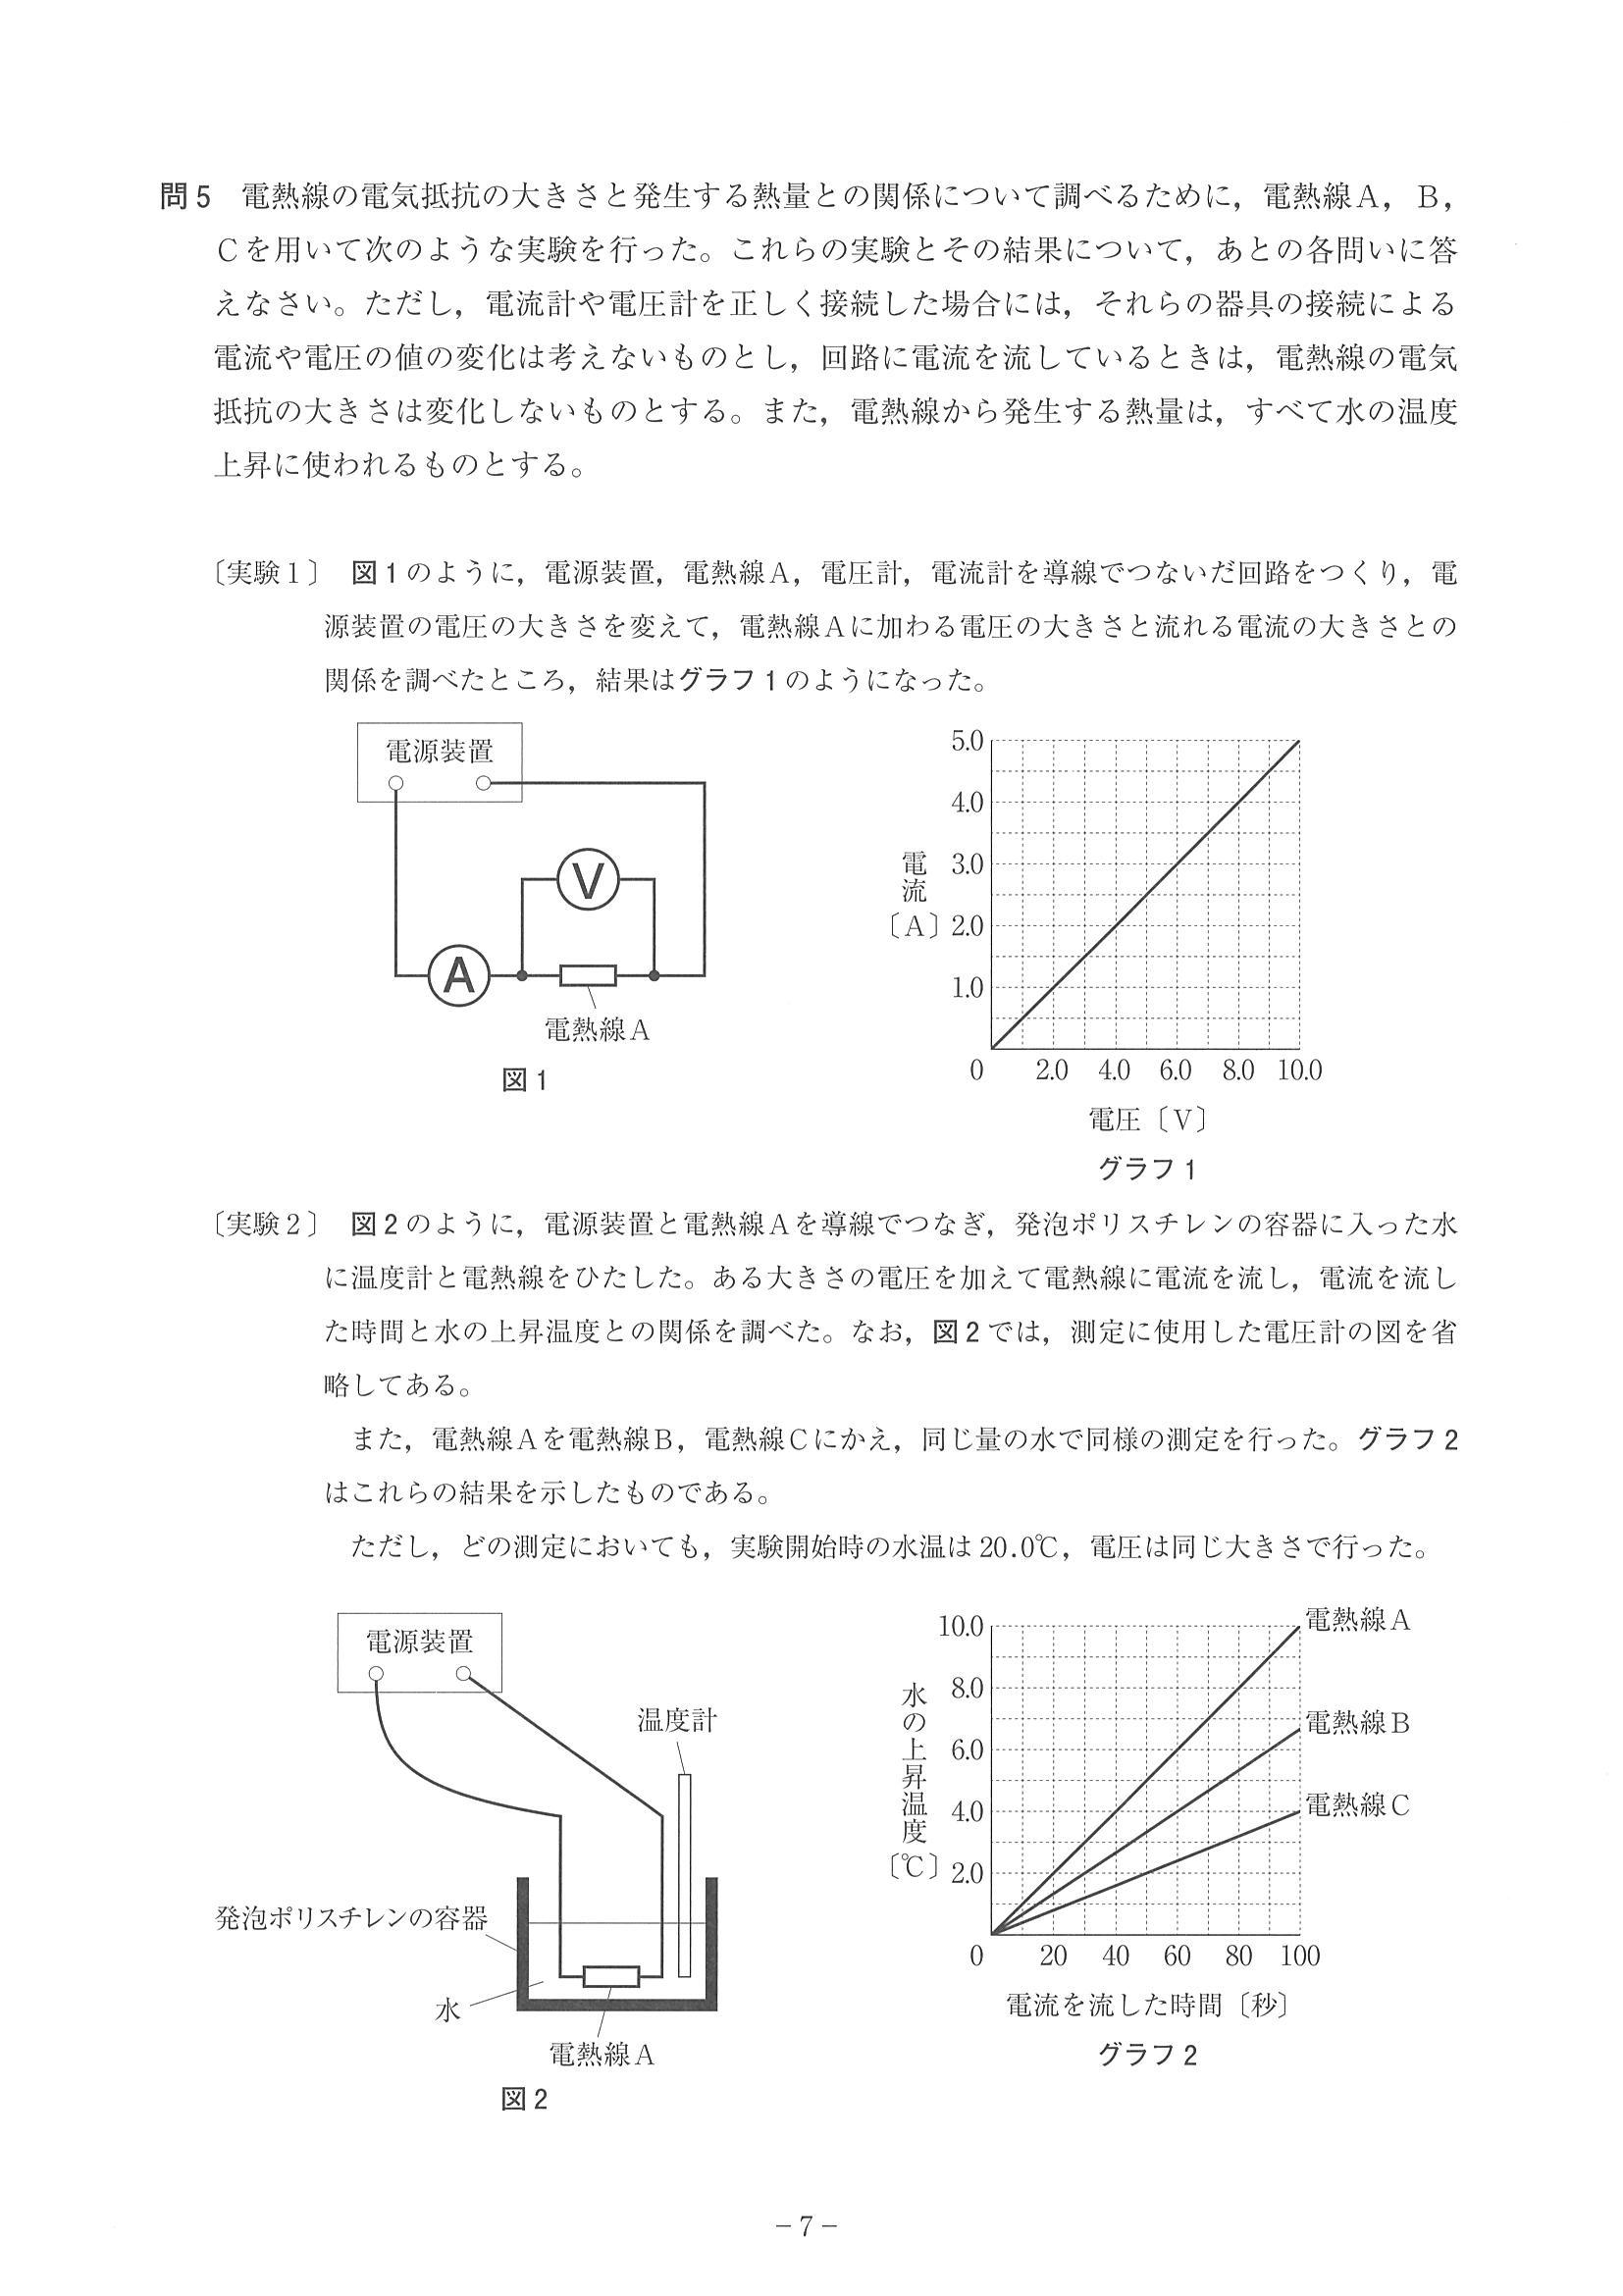 問5 電熱線の電気抵抗の大きさと発生する熱量との関係について調べるために，電熱線A，B，
Cを用いて次のような実験を行った。これらの実験とその結果について，あとの各問いに答
えなさい。ただし，電流計や電圧計を正しく接続した場合には，それらの器具の接続による
電流や電圧の値の変化は考えないものとし，回路に電流を流しているときは，電熱線の電気
抵抗の大きさは変化しないものとする。また，電熱線から発生する熱量は，すべて水の温度
上昇に使われるものとする。
〔実験1〕 図1のように，電源装置，電熱線A，電圧計，電流計を導線でつないだ回路をつくり，電
源装置の電圧の大きさを変えて，電熱線Aに加わる電圧の大きさと流れる電流の大きさとの
関係を調べたところ，結果はグラフ1のようになった。
電源装置
V
A
電熱線A
図1
5.0
4.0
3.0
2.0
1.0
電流〔A〕
0 2.0 4.0 6.0 8.0 10.0
電圧〔V〕
グラフ1
〔実験2〕 図2のように，電源装置と電熱線Aを導線でつなぎ，発泡ポリスチレンの容器に入った水
に温度計と電熱線をひたした。ある大きさの電圧を加えて電熱線に電流を流し，電流を流し
た時間と水の上昇温度との関係を調べた。なお，図2では，測定に使用した電圧計の図を省
略してある。
また，電熱線Aを電熱線B，電熱線Cにかえ，同じ量の水で同様の測定を行った。グラフ2
はこれらの結果を示したものである。
ただし，どの測定においても，実験開始時の水温は20.0℃，電圧は同じ大きさで行った。
電源装置
温度計
発泡ポリスチレンの容器
水
電熱線A
図2
10.0
8.0
6.0
4.0
2.0
水の上昇温度〔℃〕
電熱線A
電熱線B
電熱線C
0 20 40 60 80 100
電流を流した時間〔秒〕
グラフ2
－7－